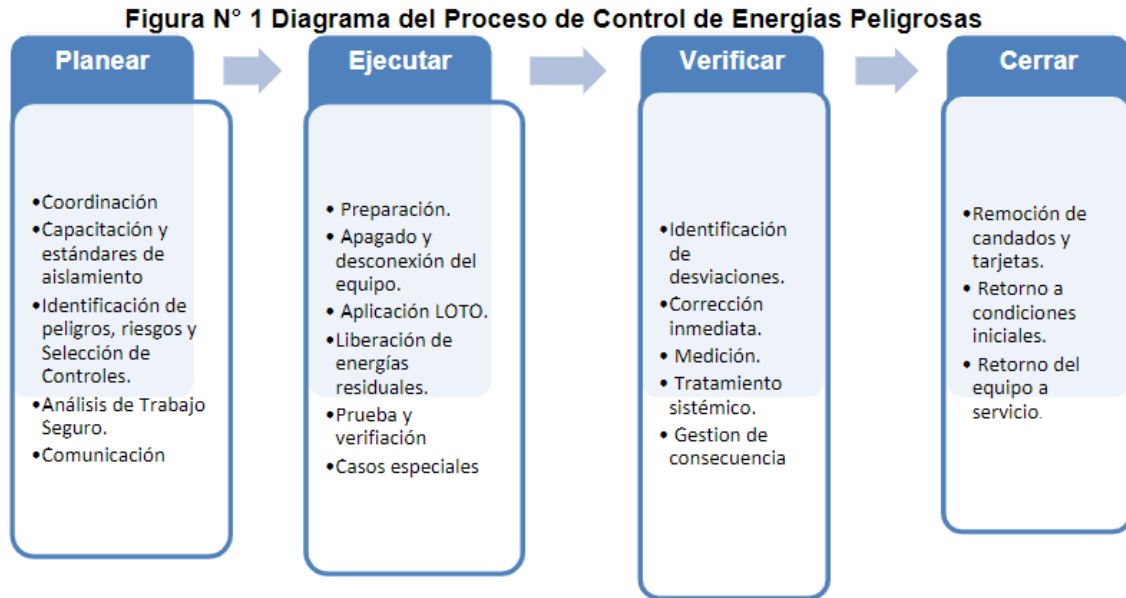 Figura N° 1 Diagrama del Proceso de Control de Energías Peligrosas
Planear
•Coordinación
•Capacitación y
estándares de
aislamiento
•Identificación de
peligros, riesgos y
Selección de
Controles.
•Análisis de Trabajo
Seguro.
•Comunicación
Ejecutar
• Preparación.
• Apagado y
desconexión del
equipo.
• Aplicación LOTO.
•Liberación de
energías
residuales.
•Prueba y
verifiación
•Casos especiales
Verificar
•Identificación
de
desviaciones.
•Corrección
inmediata.
• Medición.
• Tratamiento
sistémico.
• Gestion de
consecuencia
Cerrar
•Remoción de
candados y
tarjetas.
• Retorno a
condiciones
iniciales.
• Retorno del
equipo a
servicio.